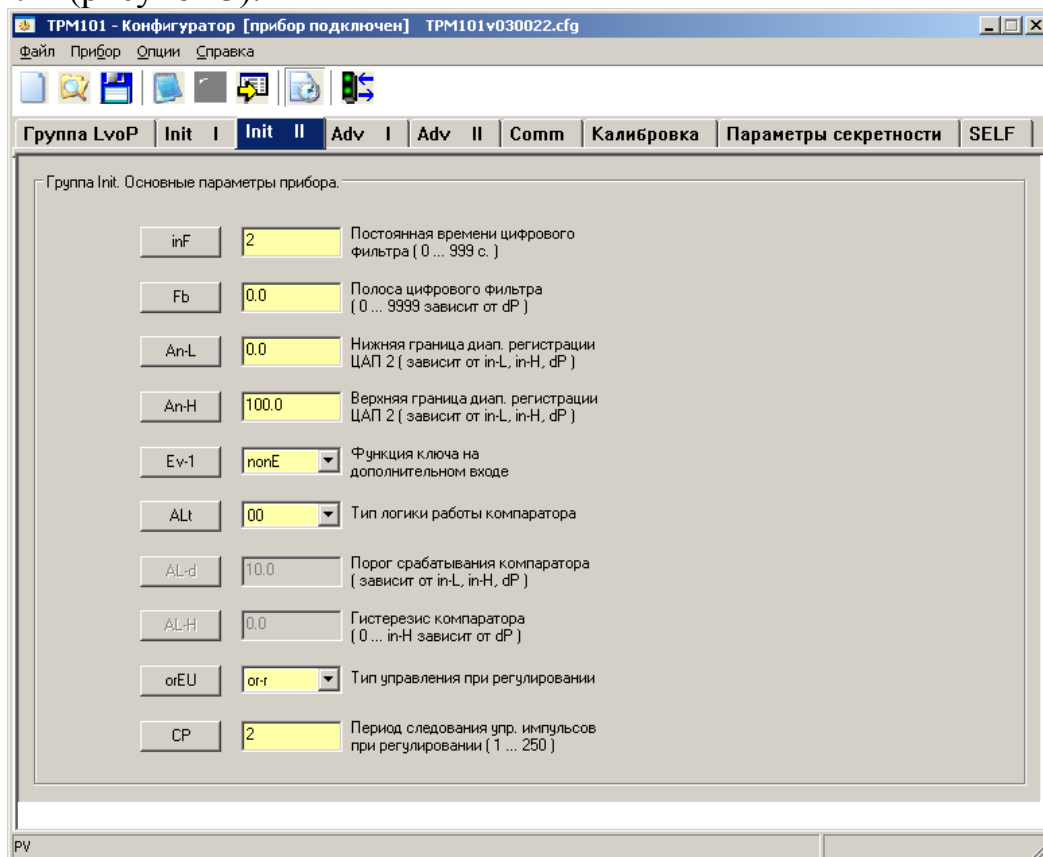 ТРМ101 - Конфигуратор [прибор подключен] TPM101v030022.cfg
Файл Прибор Опции Справка
Группа LvoP Init I Init II Adv I Adv II Comm Калибровка Параметры секретности SELF
Группа Init. Основные параметры прибора.
inF 2 Постоянная времени цифрового
фильтра ( 0 ... 999 с. )
Fb 0.0 Полоса цифрового фильтра
( 0 ... 9999 зависит от dP )
An-L 0.0 Нижняя граница диап. регистрации
ЦАП 2 ( зависит от in-L, in-H, dP )
An-H 100.0 Верхняя граница диап. регистрации
ЦАП 2 ( зависит от in-L, in-H, dP )
Ev-1 nonE Функция ключа на
дополнительном входе
ALt 00 Тип логики работы компаратора
AL-d 10.0 Порог срабатывания компаратора
( зависит от in-L, in-H, dP )
AL-H 0.0 Гистерезис компаратора
( 0 ... in-H зависит от dP )
orEU or-r Тип управления при регулировании
CP 2 Период следования упр. импульсов
при регулировании ( 1 ... 250 )
PV